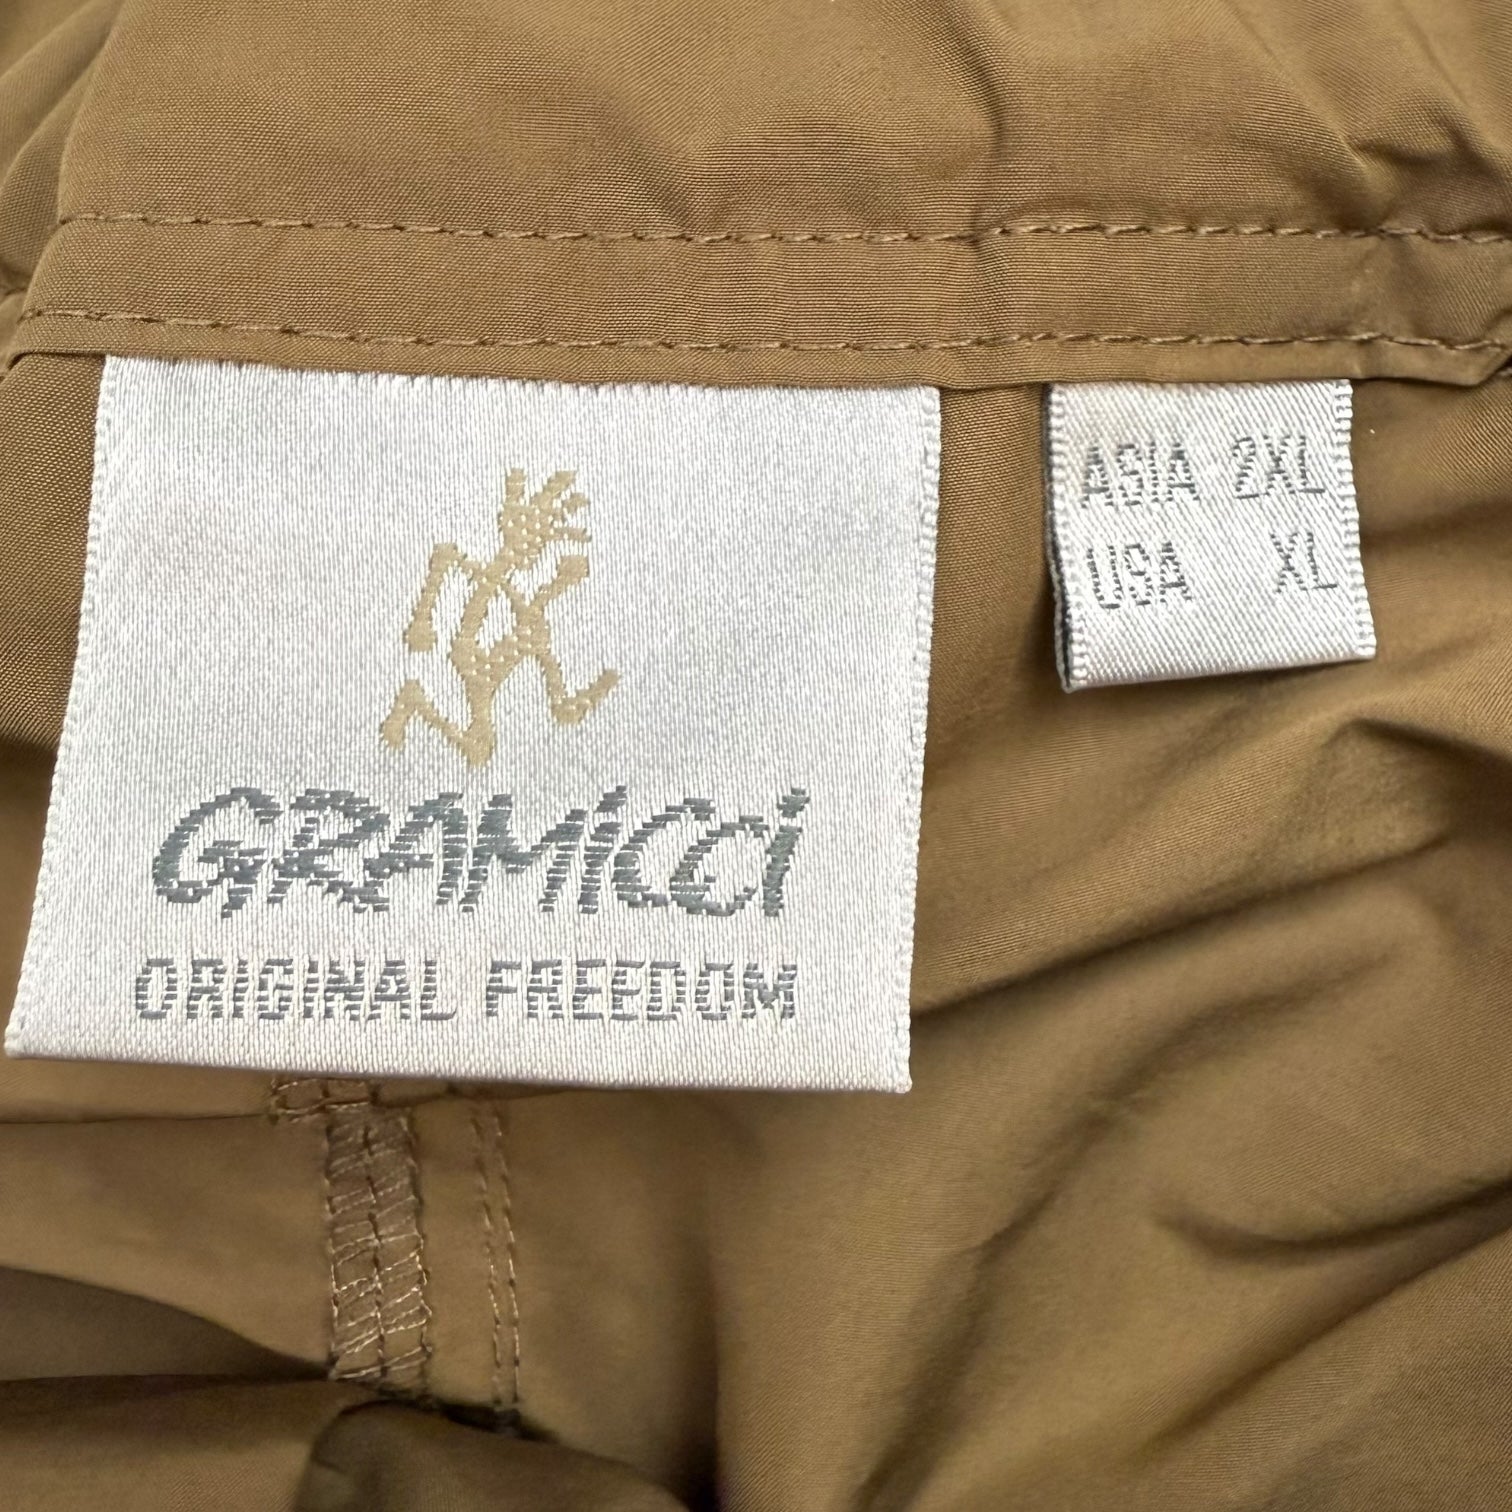 GRAMicci
ORIGINAL FREEDOM
ASIA 2XL
USA XL